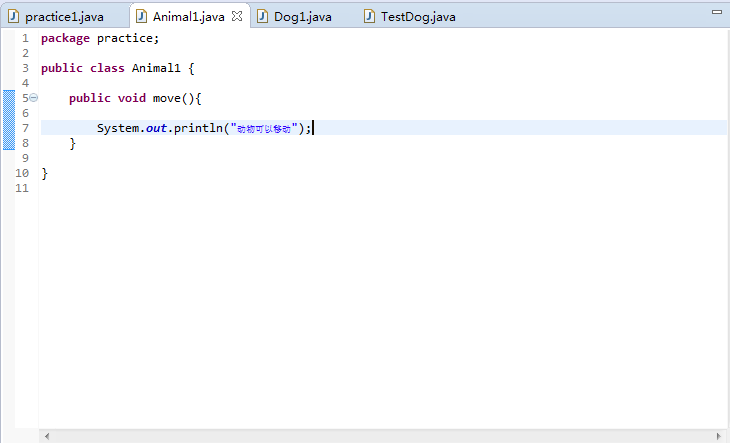 practice1.java Animal1.java Dog1.java TestDog.java
1 package practice;
2
3 public class Animal1 {
4
5 public void move(){
6
7 System.out.println("动物可以移动");
8 }
9
10 }
11